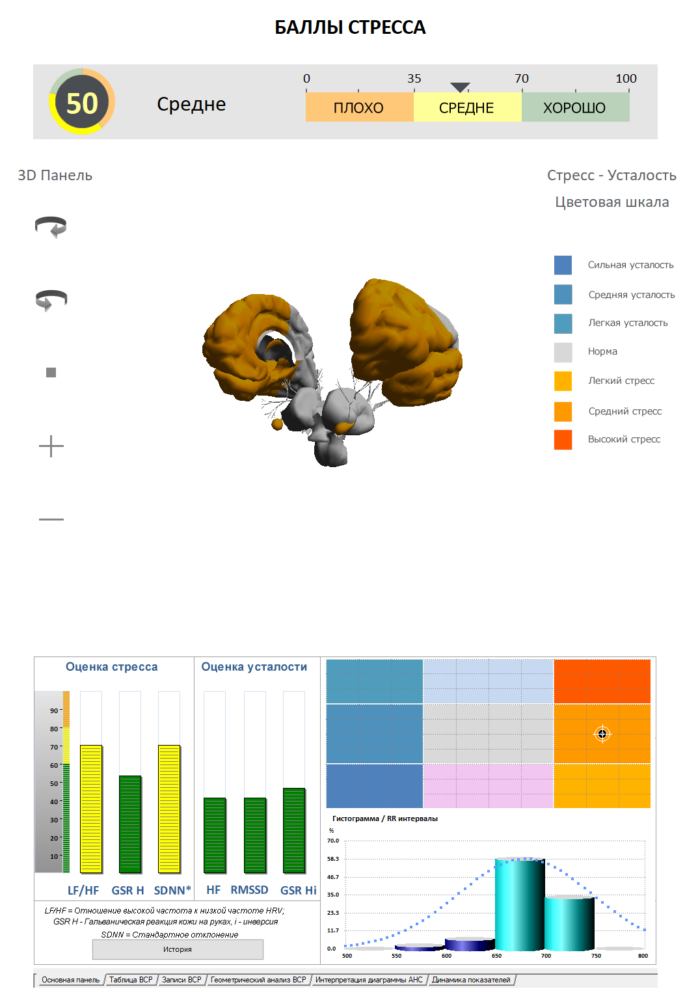 БАЛЛЫ СТРЕССА
50
Средне
0 35 70 100
ПЛОХО СРЕДНЕ ХОРОШО
3D Панель
Стресс - Усталость
Цветовая шкала
Сильная усталость
Средняя усталость
Легкая усталость
Норма
Легкий стресс
Средний стресс
Высокий стресс
Оценка стресса
Оценка усталости
90
80
70
60
50
40
30
20
10
LF/HF GSR H SDNN* HF RMSSD GSR Hi
LF/HF = Отношение высокой частота к низкой частоте HRV;
GSR H - Гальваническая реакция кожи на руках, i - инверсия
SDNN = Стандартное отклонение
История
Гистограмма / RR интервалы
%
70.0
58.3
46.7
35.0
23.3
11.7
0.0
500 550 600 650 700 750 800
Основная панель Таблица ВСР Записи ВСР Геометрический анализ ВСР Интерпретация диаграммы АНС Динамика показателей